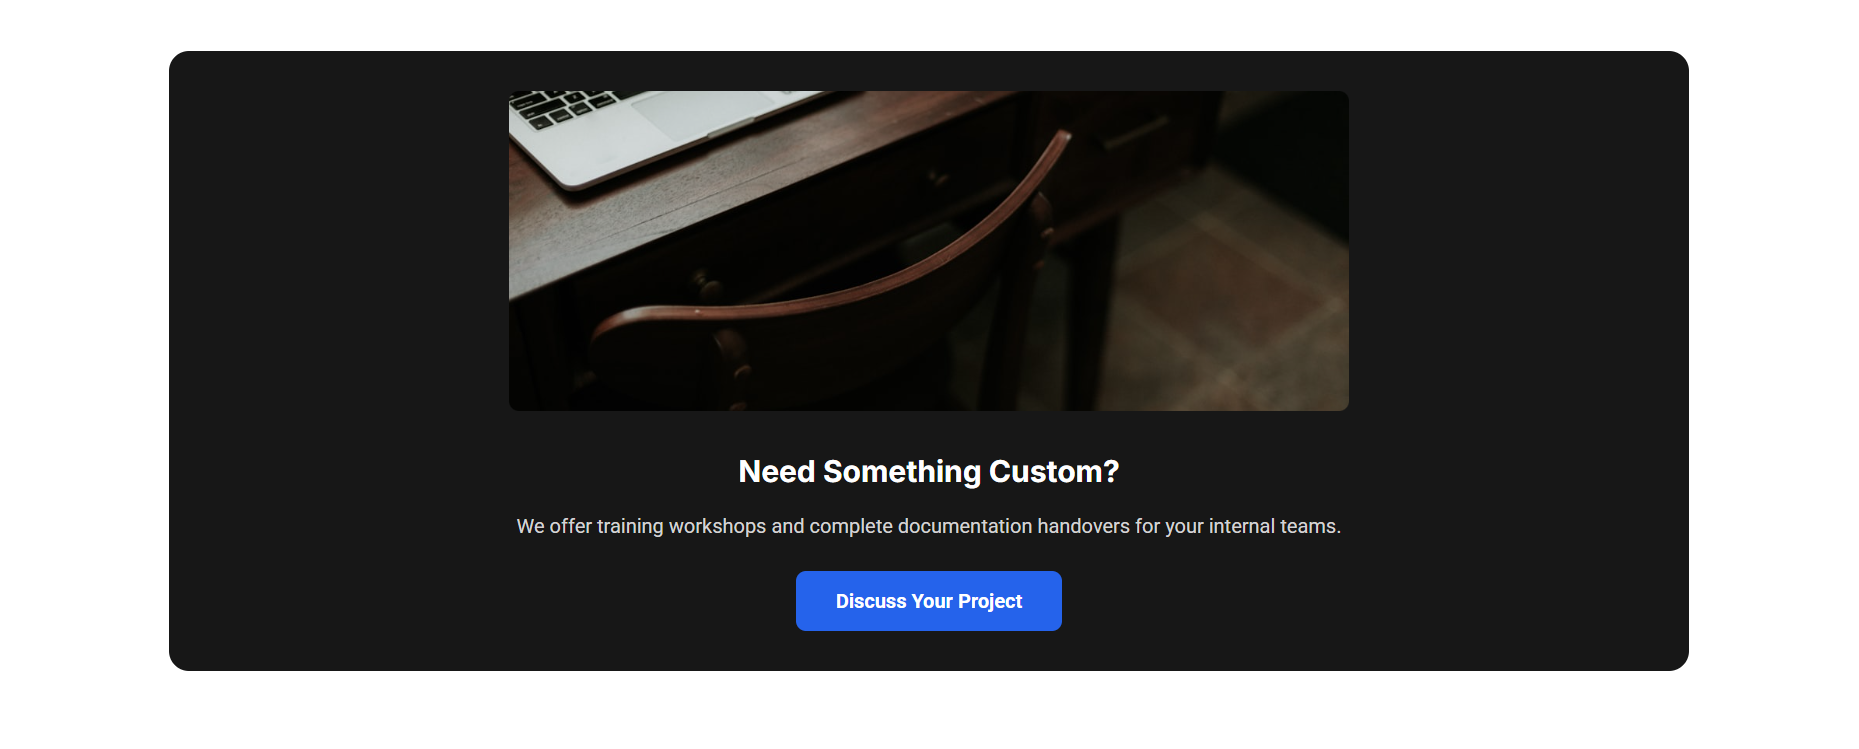 Need Something Custom?
We offer training workshops and complete documentation handovers for your internal teams.
Discuss Your Project